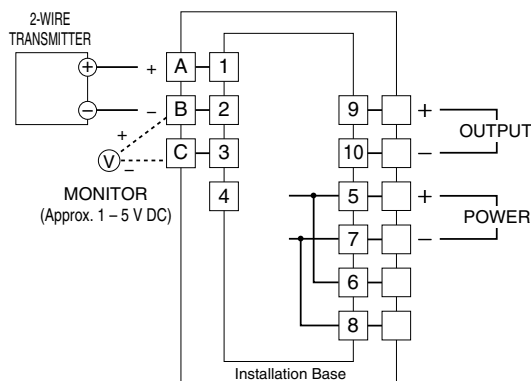 2-WIRE
TRANSMITTER
+ + A 1
− − B 2
+
V − C 3
MONITOR
(Approx. 1 – 5 V DC)
4
9 +
OUTPUT
10 −
5 +
POWER
7 −
6
8
Installation Base